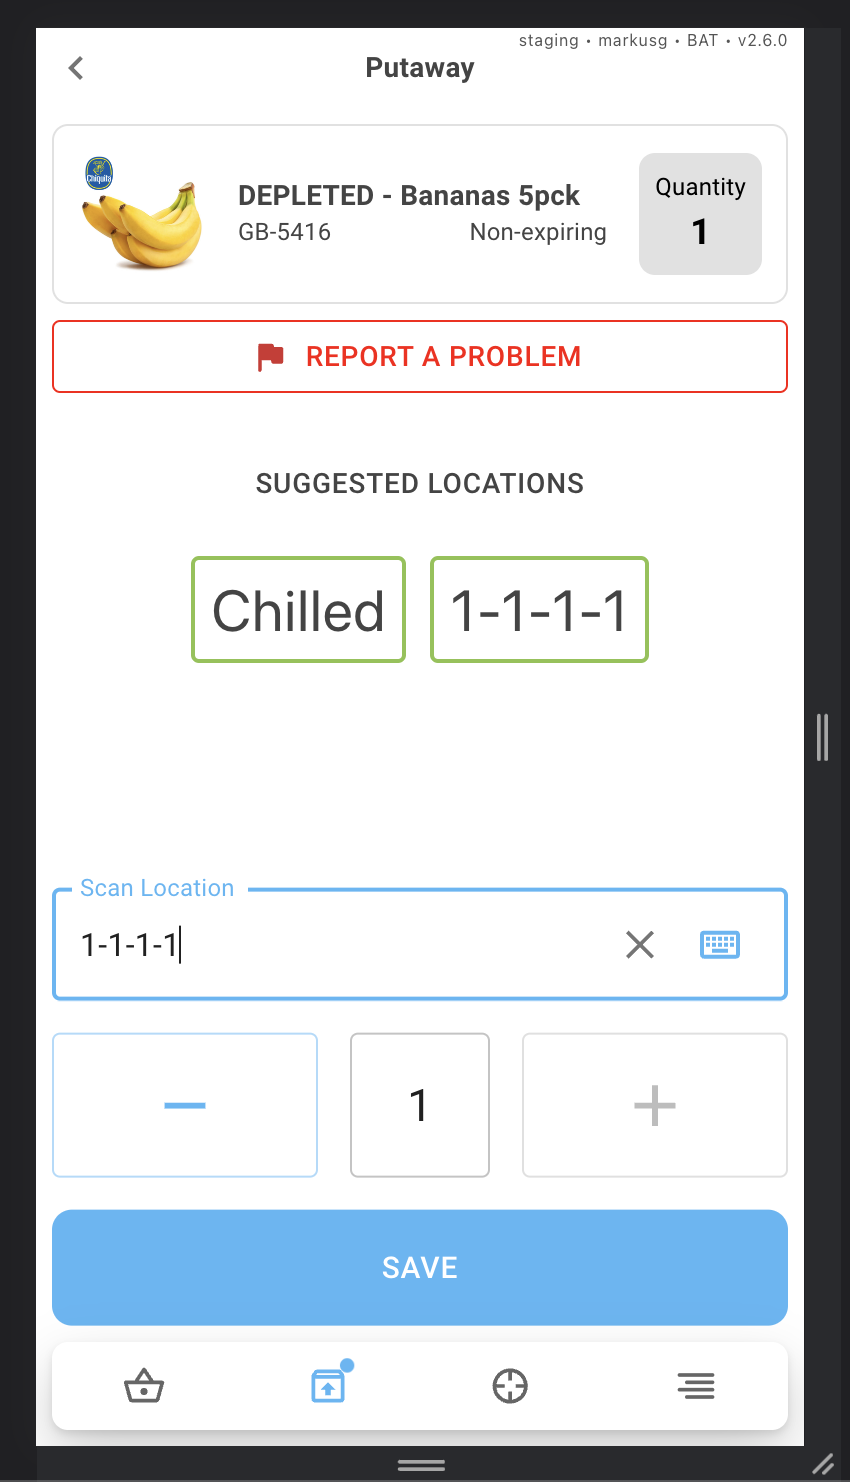 staging • markusg • BAT • v2.6.0
Putaway
Chiquita
DEPLETED - Bananas 5pck
GB-5416 Non-expiring
Quantity
1
REPORT A PROBLEM
SUGGESTED LOCATIONS
Chilled 1-1-1-1
Scan Location
1-1-1-1
1
SAVE